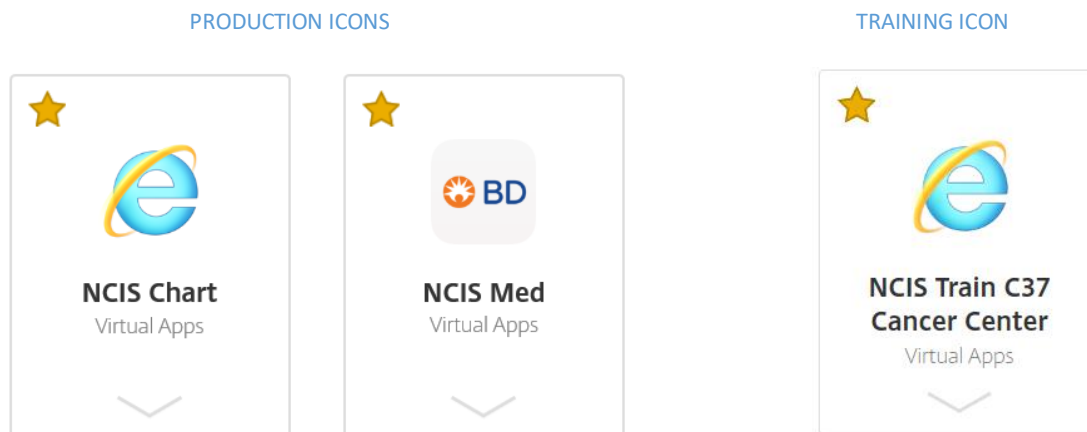 PRODUCTION ICONS
TRAINING ICON
BD
NCIS Chart
Virtual Apps
NCIS Med
Virtual Apps
NCIS Train C37
Cancer Center
Virtual Apps